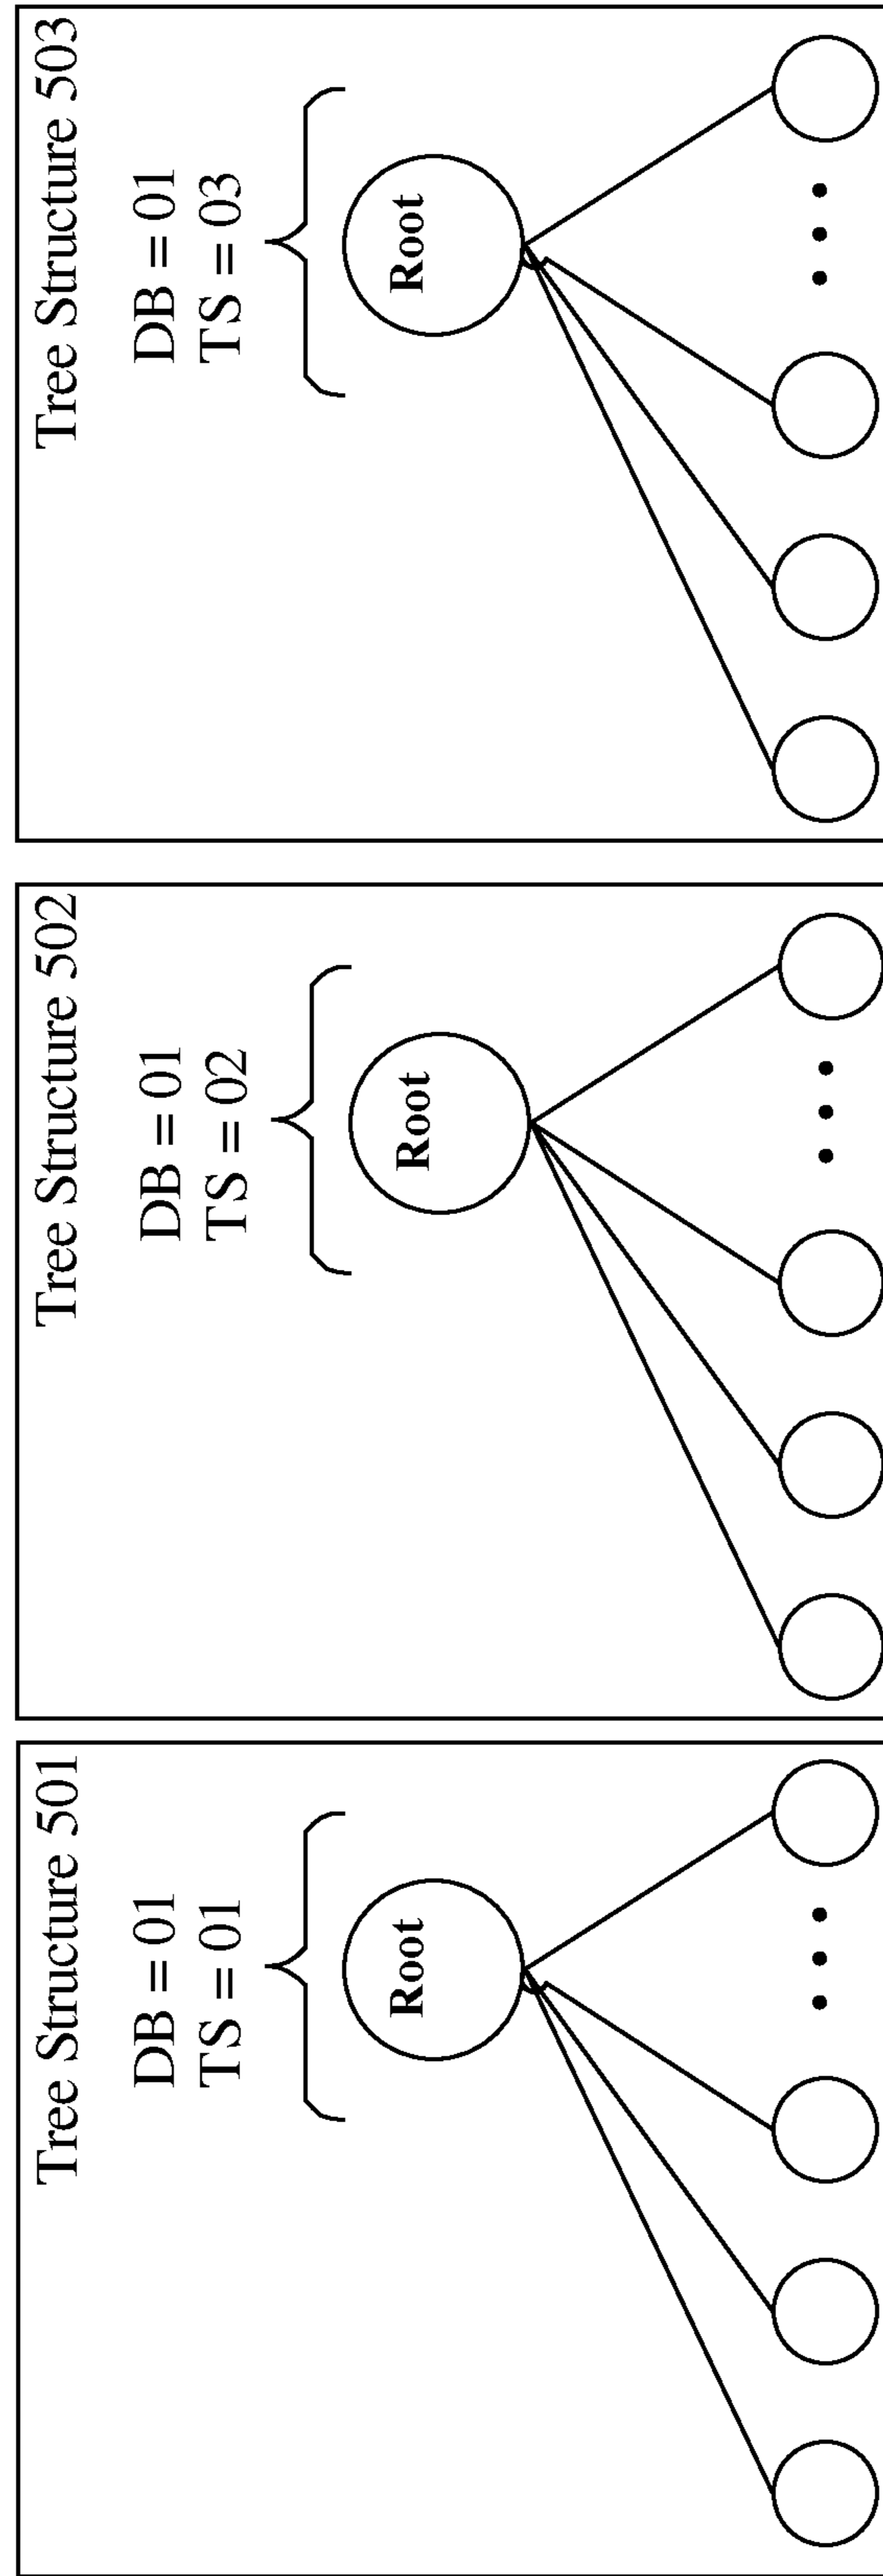 Tree Structure 501
DB = 01
TS = 01
Root
Tree Structure 502
DB = 01
TS = 02
Root
Tree Structure 503
DB = 01
TS = 03
Root